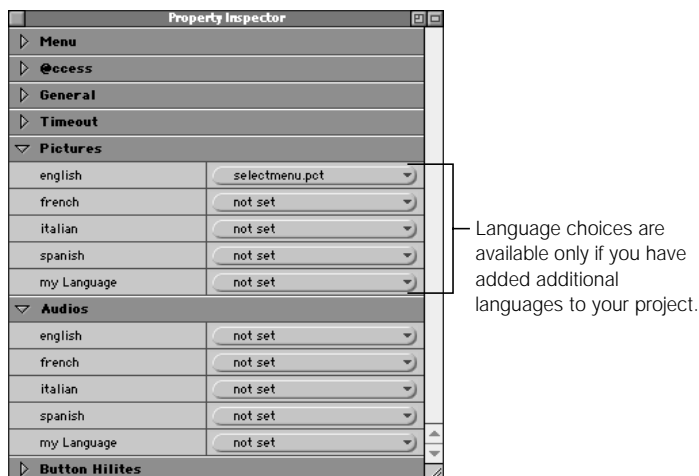 Property Inspector
Menu
@ccess
General
Timeout
Pictures
english selectmenu.pct
french not set
italian not set
spanish not set
my Language not set
Audios
english not set
french not set
italian not set
spanish not set
my Language not set
Button Hilites
Language choices are
available only if you have
added additional
languages to your project.